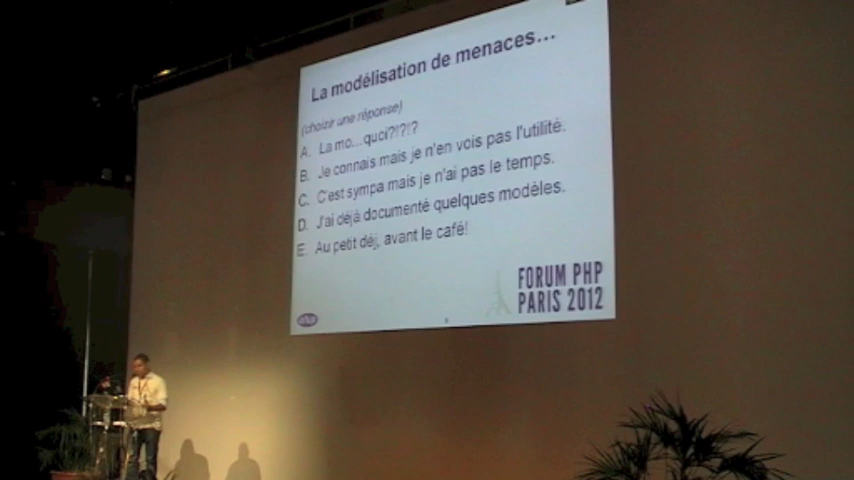 La modélisation de menaces...
(choizir une réponse)
A. La mo...quoi?!?!?
B. Je connais mais je n'en vois pas l'utilité.
C. C'est sympa mais je n'ai pas le temps.
D. J'ai déjà documenté quelques modèles.
E. Au petit déj, avant le café!
FORUM PHP
PARIS 2012